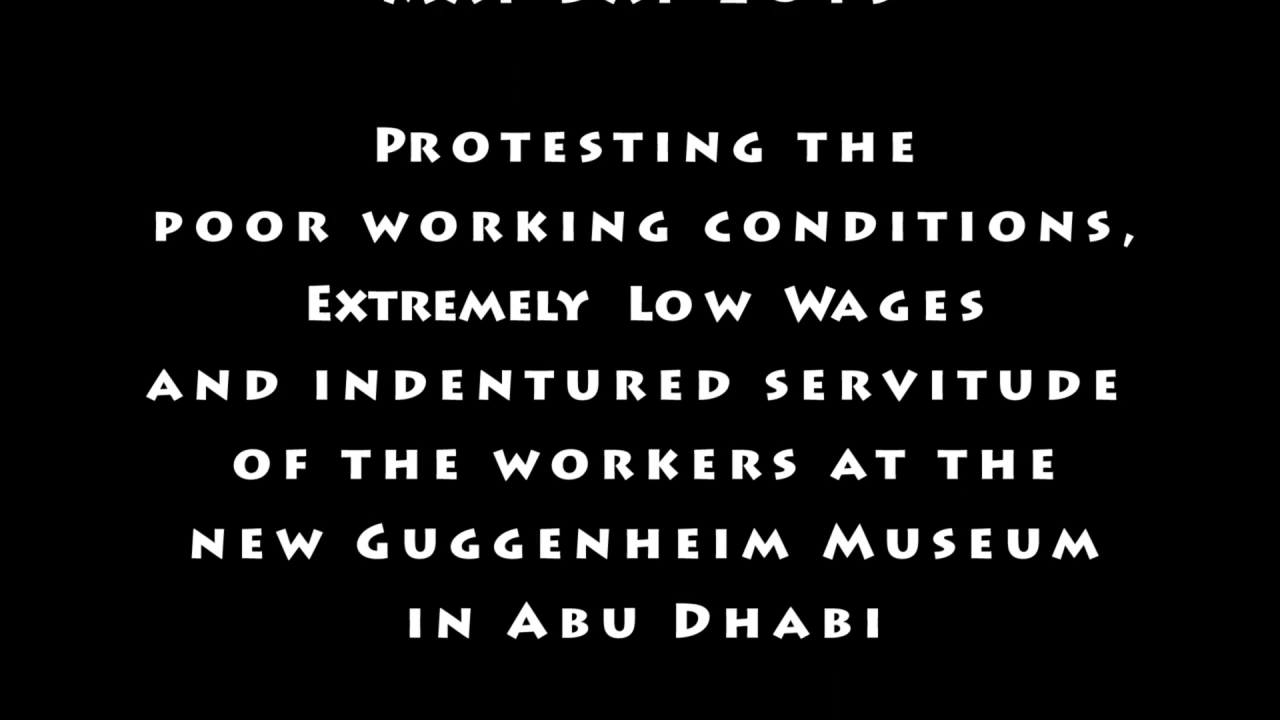 Protesting the
poor working conditions,
Extremely Low Wages
and indentured servitude
of the workers at the
new Guggenheim Museum
in Abu Dhabi